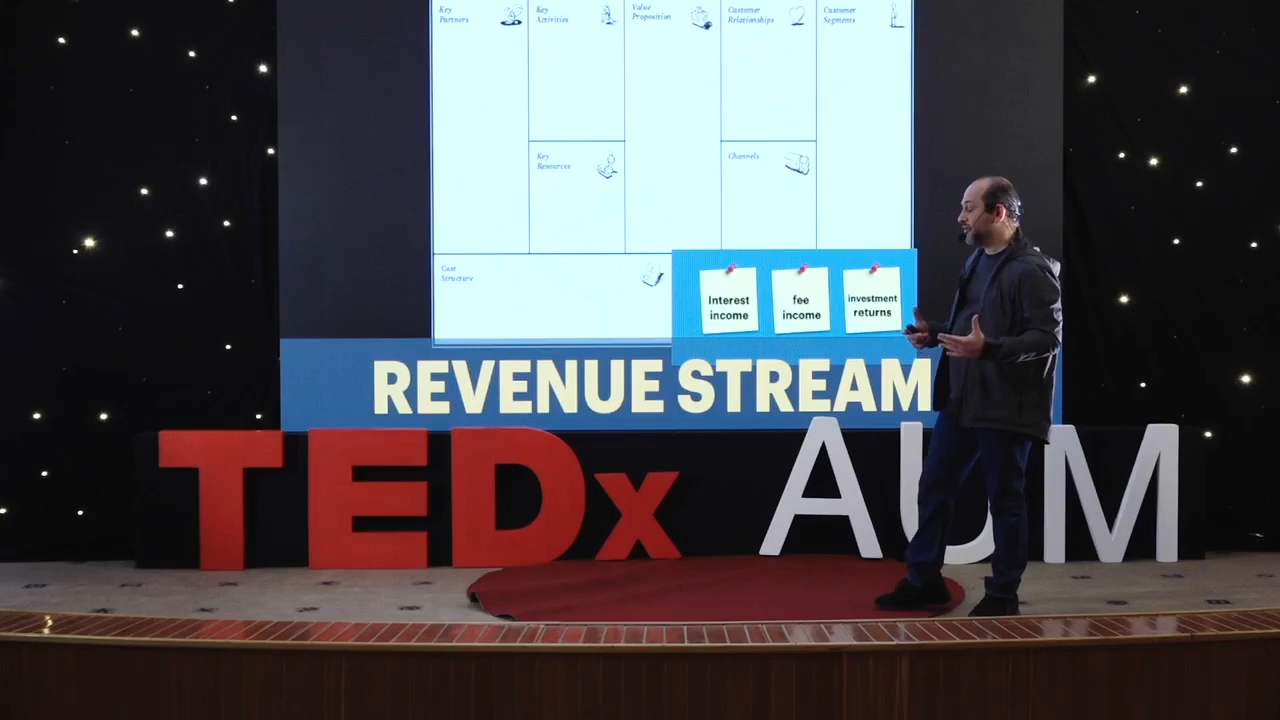 Key
Partners
Key
Activities
Value
Proposition
Customer
Relationships
Customer
Segments
Key
Resources
Channels
Cost
Structure
Interest
income
fee
income
investment
returns
REVENUE STREAM
TEDx AUM